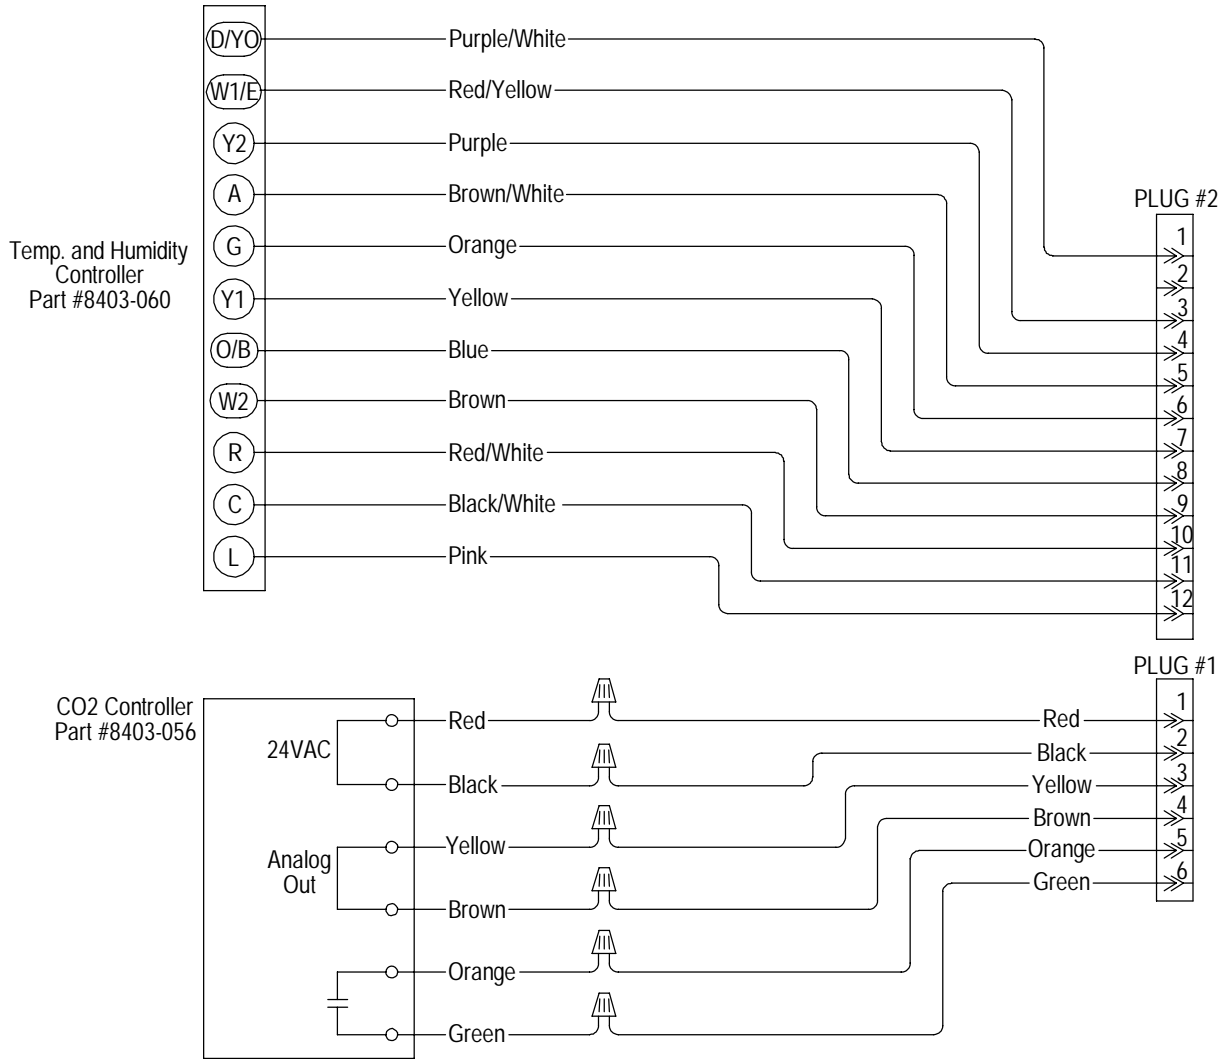 D/YO
Purple/White
W1/E
Red/Yellow
Y2
Purple
A
Brown/White
G
Orange
Y1
Yellow
O/B
Blue
W2
Brown
R
Red/White
C
Black/White
L
Pink
Temp. and Humidity
Controller
Part #8403-060
PLUG #2
1
2
3
4
5
6
7
8
9
10
11
12
CO2 Controller
Part #8403-056
24VAC
Analog
Out
Red
Black
Yellow
Brown
Orange
Green
PLUG #1
Red
1
Black
2
Yellow
3
Brown
4
Orange
5
Green
6